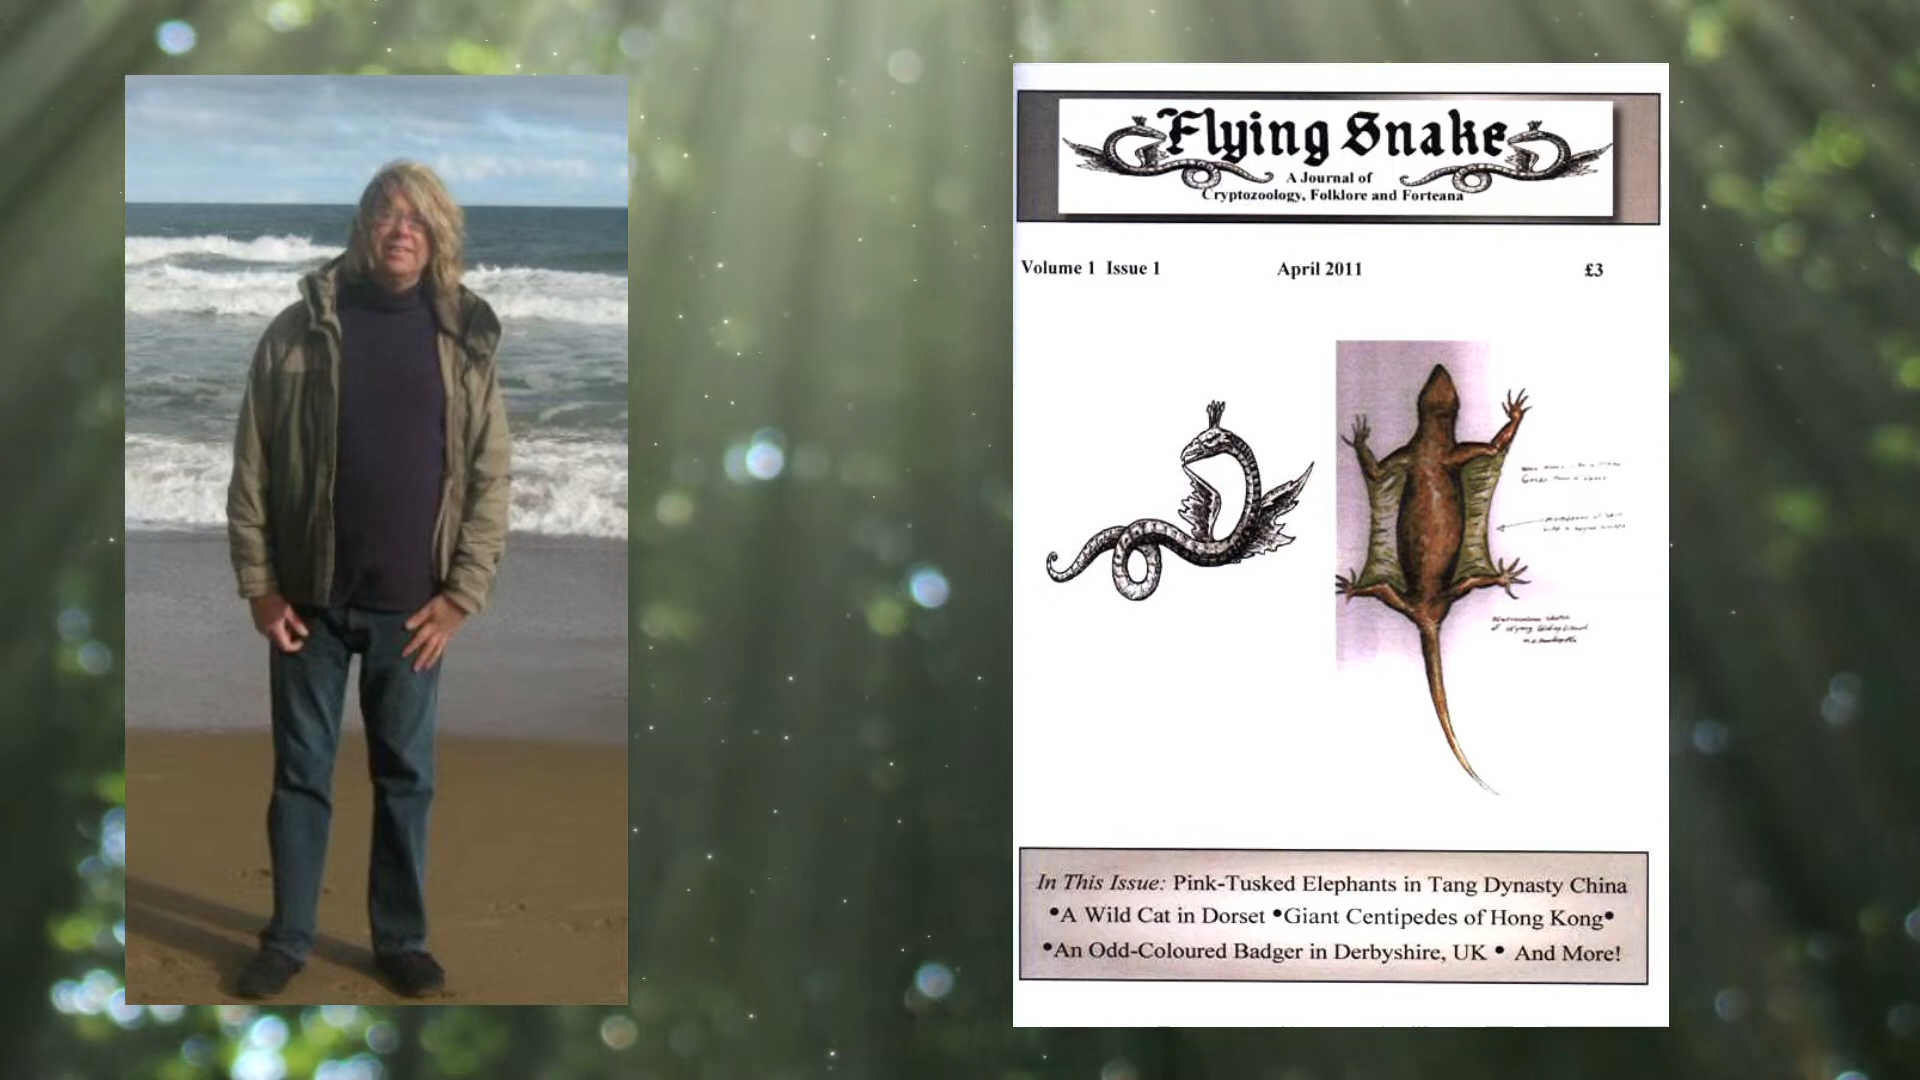 Flying Snake
A Journal of
Cryptozoology, Folklore and Forteana
Volume 1 Issue 1 April 2011 £3
In This Issue: Pink-Tusked Elephants in Tang Dynasty China
•A Wild Cat in Dorset •Giant Centipedes of Hong Kong•
•An Odd-Coloured Badger in Derbyshire, UK • And More!